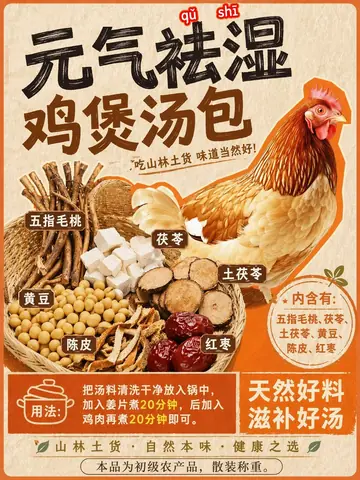 qū shī
元气祛湿
鸡煲汤包
吃山林土货 味道当然好!
五指毛桃
茯苓
土茯苓
黄豆
陈皮
红枣
内含有:
五指毛桃、茯苓、
土茯苓、黄豆、
陈皮、红枣
用法:
把汤料清洗干净放入锅中,
加入姜片煮20分钟,后加入
鸡肉再煮20分钟即可。
天然好料
滋补好汤
山林土货·自然本味·健康之选
本品为初级农产品,散装称重。